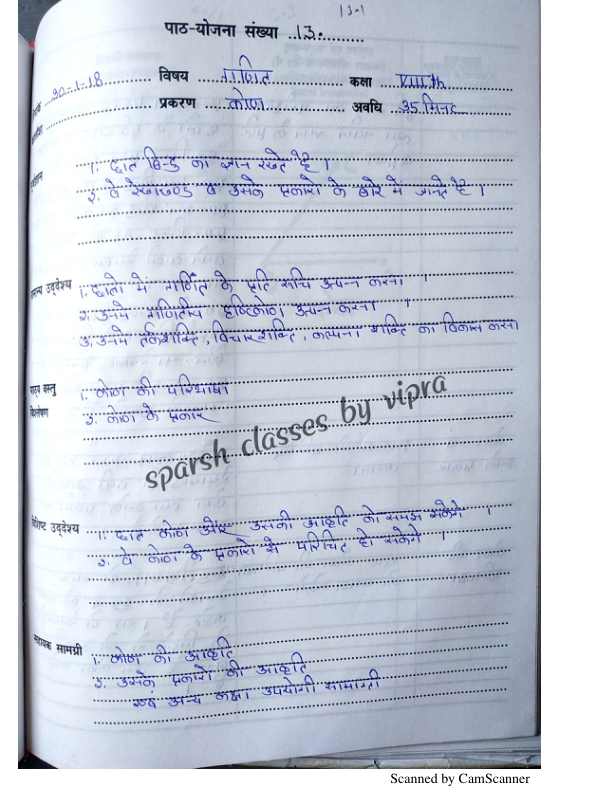 13-1
पाठ-योजना संख्या ..13..
30-1-18 विषय गणित कक्षा VIII th
प्रकरण कोण अवधि 35 मिनट
1. छात्र बिन्दु का ज्ञान रखते है।
2. वे रेखाखण्ड व उसके प्रकारो के बारे में जानते है।
उद्देश्य 1. छात्रो में गणित के प्रति रूचि उत्पन्न करना।
2. उनमे गणितीय दृष्टिकोण उत्पन्न करना।
3. उनमे तर्कशक्ति, विचारशक्ति, कल्पना शक्ति का विकास करना
पाठ्य वस्तु 1. कोण की परिभाषा
विश्लेषण 2. कोण के प्रकार
sparsh classes by vipra
विशिष्ट उद्देश्य 1. छात्र कोण और उसकी आकृति को समझ सकेगे।
2. वे कोण के प्रकारो से परिचित हो सकेगे।
सहायक सामग्री 1. कोण की आकृति
2. उसके प्रकारो की आकृति
एवं अन्य कक्षा उपयोगी सामाग्री
Scanned by CamScanner